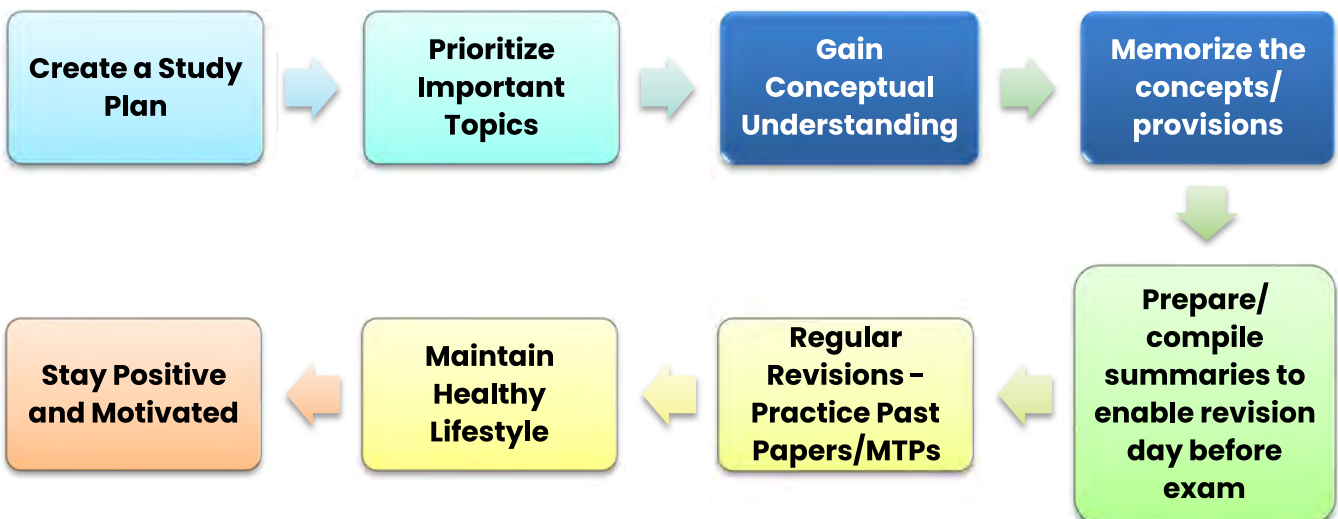 Create a Study
Plan
Prioritize
Important
Topics
Gain
Conceptual
Understanding
Memorize the
concepts/
provisions
Prepare/
compile
summaries to
enable revision
day before
exam
Regular
Revisions –
Practice Past
Papers/MTPs
Maintain
Healthy
Lifestyle
Stay Positive
and Motivated